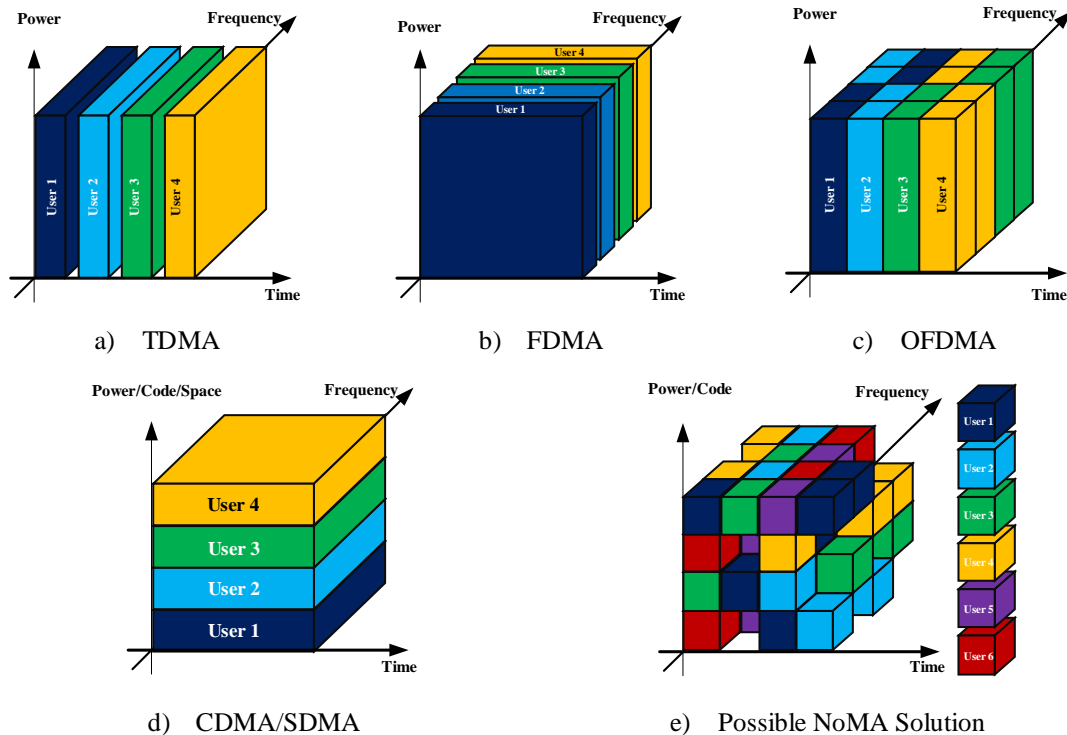 Power
Frequency
User 1
User 2
User 3
User 4
Time
a) TDMA
Power
Frequency
User 4
User 3
User 2
User 1
Time
b) FDMA
Power
Frequency
User 1
User 2
User 3
User 4
Time
c) OFDMA
Power/Code/Space
Frequency
User 4
User 3
User 2
User 1
Time
d) CDMA/SDMA
Power/Code
Frequency
Time
User 1
User 2
User 3
User 4
User 5
User 6
e) Possible NoMA Solution